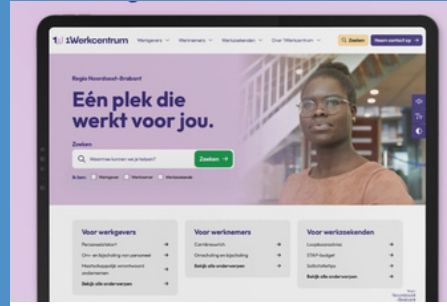 1Werkcentrum
Werkgevers
Werknemers
Werkzoekenden
Over 1Werkcentrum
Zoeken
Neem contact op
Regio Noordoost-Brabant
Eén plek die
werkt voor jou.
Zoeken
Waarmee kunnen we je helpen?
Zoeken
Ik ben:
Werkgever
Werknemer
Werkzoekende
Voor werkgevers
Personeelstekort
Om- en bijscholing van personeel
Maatschappelijk verantwoord
ondernemen
Bekijk alle onderwerpen
Voor werknemers
Carrièreswitch
Omscholing en bijscholing
Bekijk alle onderwerpen
Voor werkzoekenden
Loopbaanadvies
STAP-budget
Sollicitatietips
Bekijk alle onderwerpen